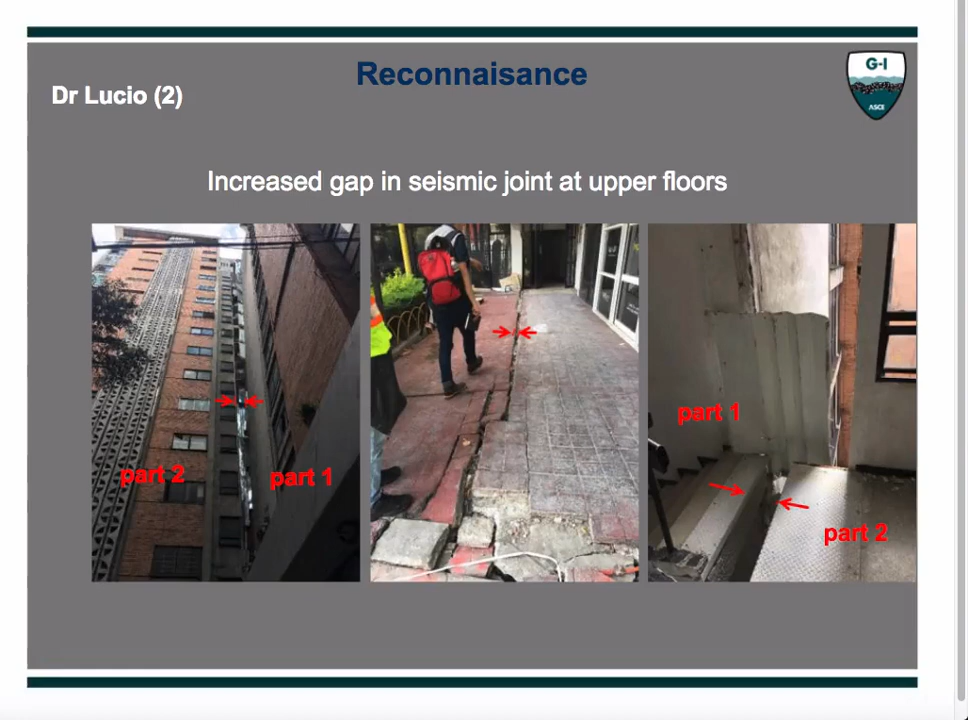 Reconnaisance
G-I
ASCE
Dr Lucio (2)
Increased gap in seismic joint at upper floors
part 2
part 1
part 1
part 2